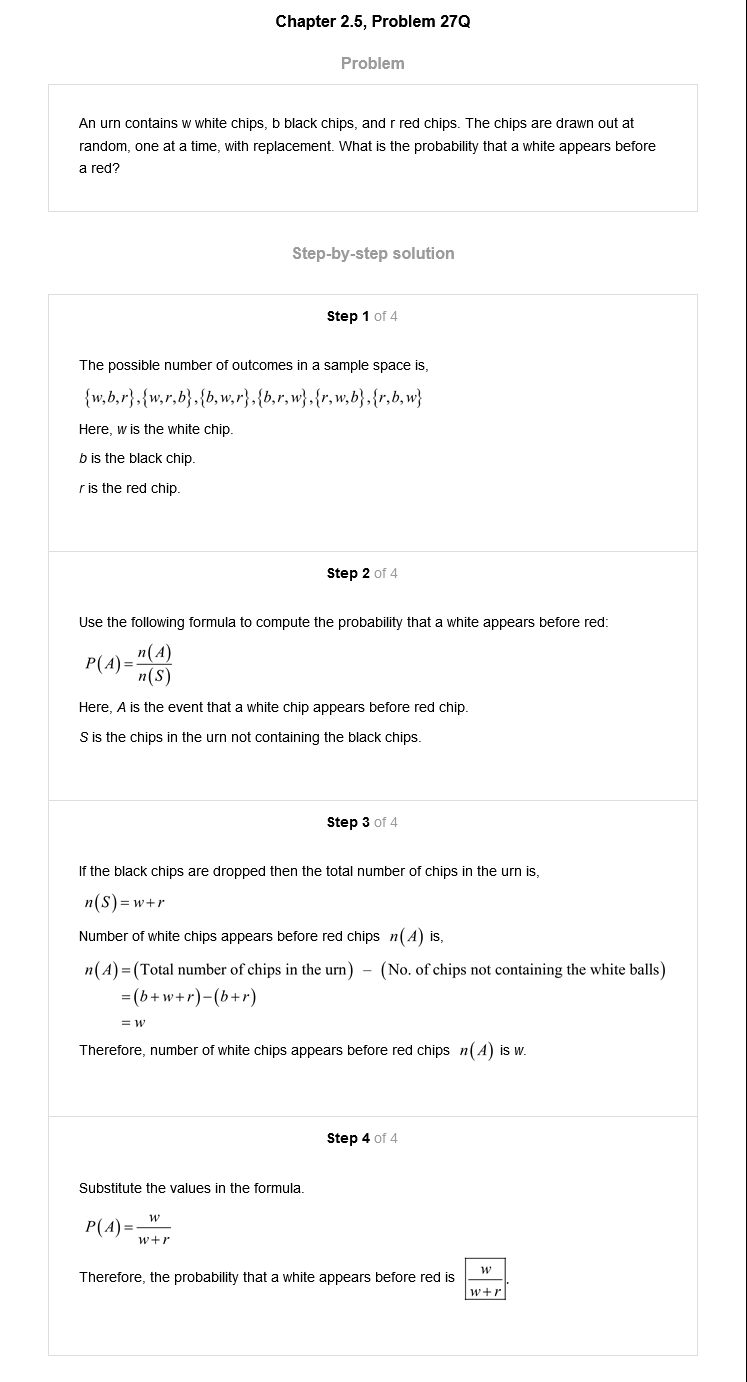 Chapter 2.5, Problem 27Q
Problem
An urn contains w white chips, b black chips, and r red chips. The chips are drawn out at
random, one at a time, with replacement. What is the probability that a white appears before
a red?
Step-by-step solution
Step 1 of 4
The possible number of outcomes in a sample space is,
{w,b,r},{w,r,b},{b,w,r},{b,r,w},{r,w,b},{r,b,w}
Here, w is the white chip.
b is the black chip.
r is the red chip.
Step 2 of 4
Use the following formula to compute the probability that a white appears before red:
P(A)=n(A)/n(S)
Here, A is the event that a white chip appears before red chip.
S is the chips in the urn not containing the black chips.
Step 3 of 4
If the black chips are dropped then the total number of chips in the urn is,
n(S)=w+r
Number of white chips appears before red chips n(A) is,
n(A)=(Total number of chips in the urn) − (No. of chips not containing the white balls)
=(b+w+r)−(b+r)
=w
Therefore, number of white chips appears before red chips n(A) is w.
Step 4 of 4
Substitute the values in the formula.
P(A)=w/w+r
Therefore, the probability that a white appears before red is w/w+r.